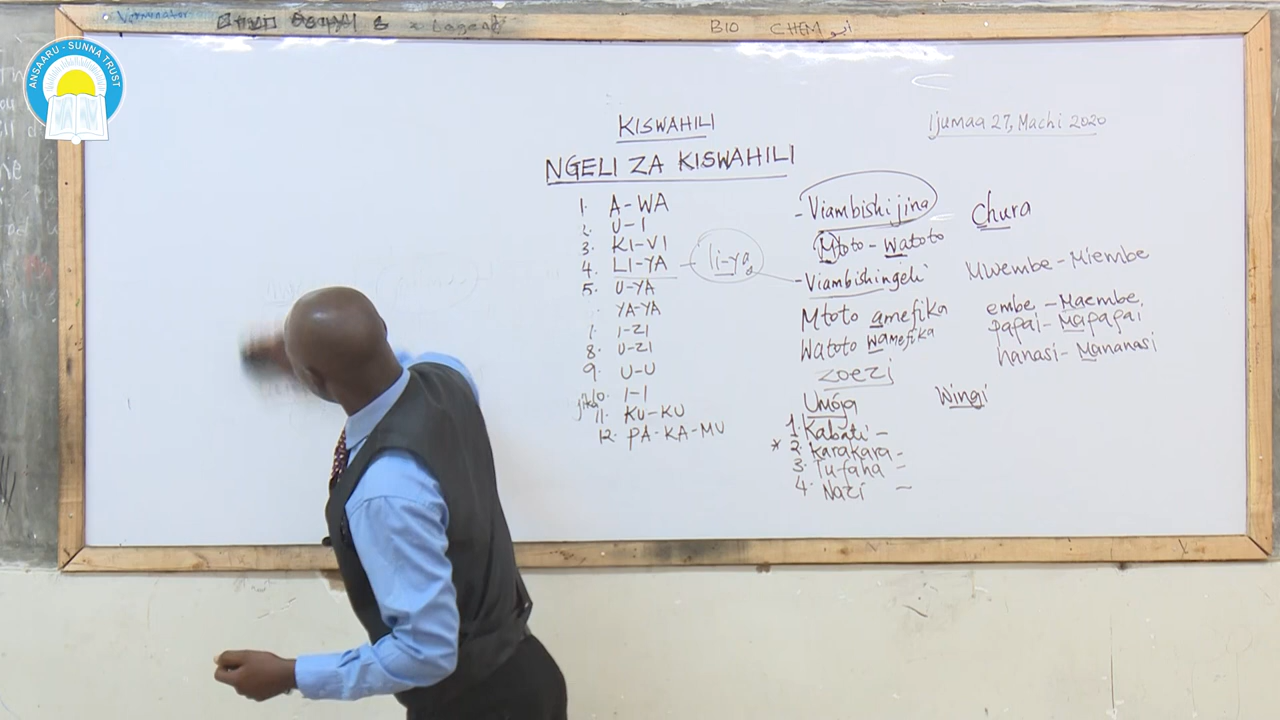 ANSAARU - SUNNA TRUST
BIO CHEM أبو
KISWAHILI
Ijumaa 27, Machi 2020
NGELI ZA KISWAHILI
1. A-WA
2. U-I
3. KI-VI
4. LI-YA
5. U-YA
YA-YA
I-ZI
8. U-ZI
9. U-U
10. I-I
11. KU-KU
12. PA-KA-MU
li-ya
- Viambishi jina
Chura
Mtoto - watoto
- Viambishingeli
Mwembe - Miembe
Mtoto amefika
embe - Maembe,
Watoto wamefika
papai - Mapapai
nanasi - Mananasi
Zoezi
Umoja
Wingi
1. Kabati -
* 2. Karakara -
3. Tufaha -
4. Nazi -